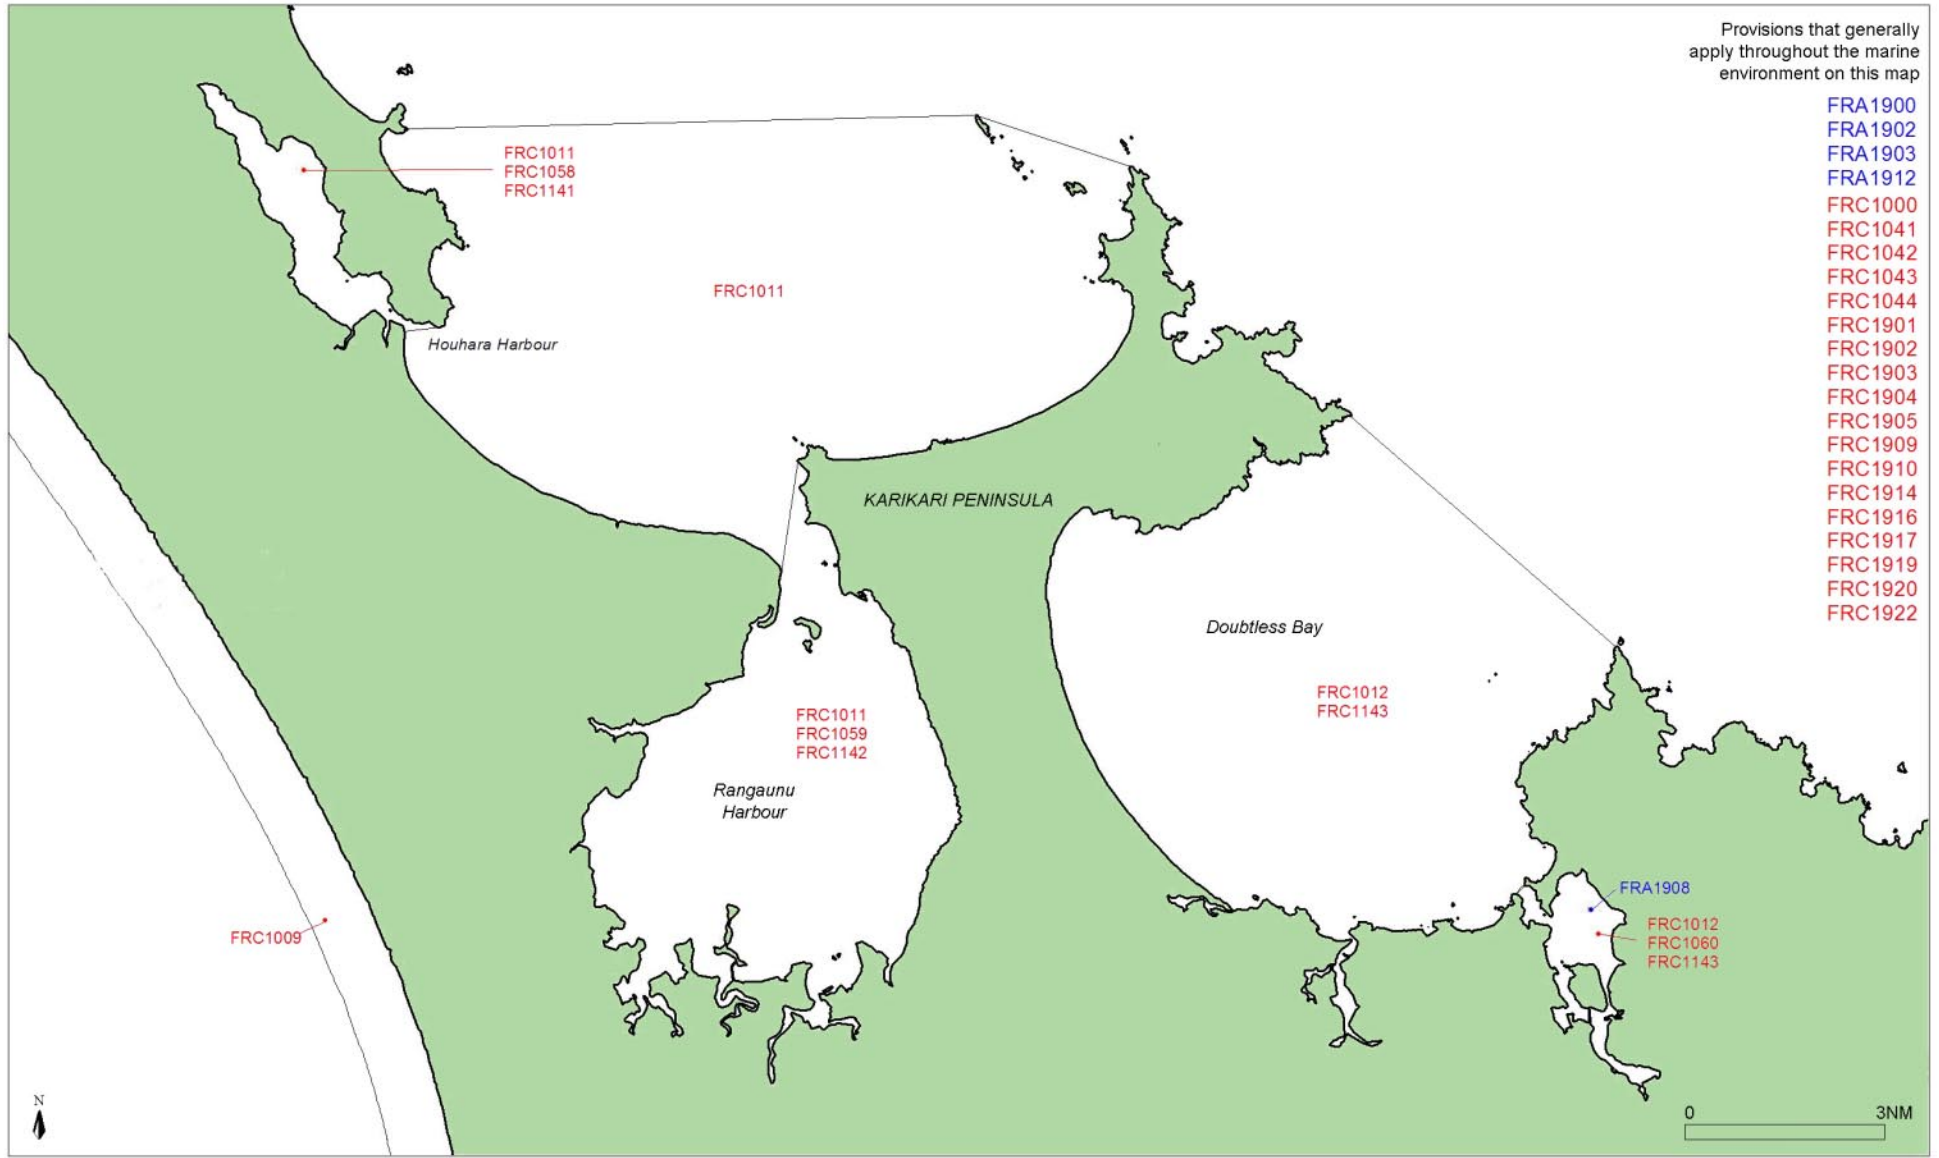 Provisions that generally
apply throughout the marine
environment on this map
FRA1900
FRA1902
FRA1903
FRA1912
FRC1000
FRC1041
FRC1042
FRC1043
FRC1044
FRC1901
FRC1902
FRC1903
FRC1904
FRC1905
FRC1909
FRC1910
FRC1914
FRC1916
FRC1917
FRC1919
FRC1920
FRC1922
FRC1011
FRC1058
FRC1141
FRC1011
Houhara Harbour
KARIKARI PENINSULA
Doubtless Bay
FRC1012
FRC1143
FRC1011
FRC1059
FRC1142
Rangaunu
Harbour
FRA1908
FRC1012
FRC1060
FRC1143
FRC1009
N
0 3NM